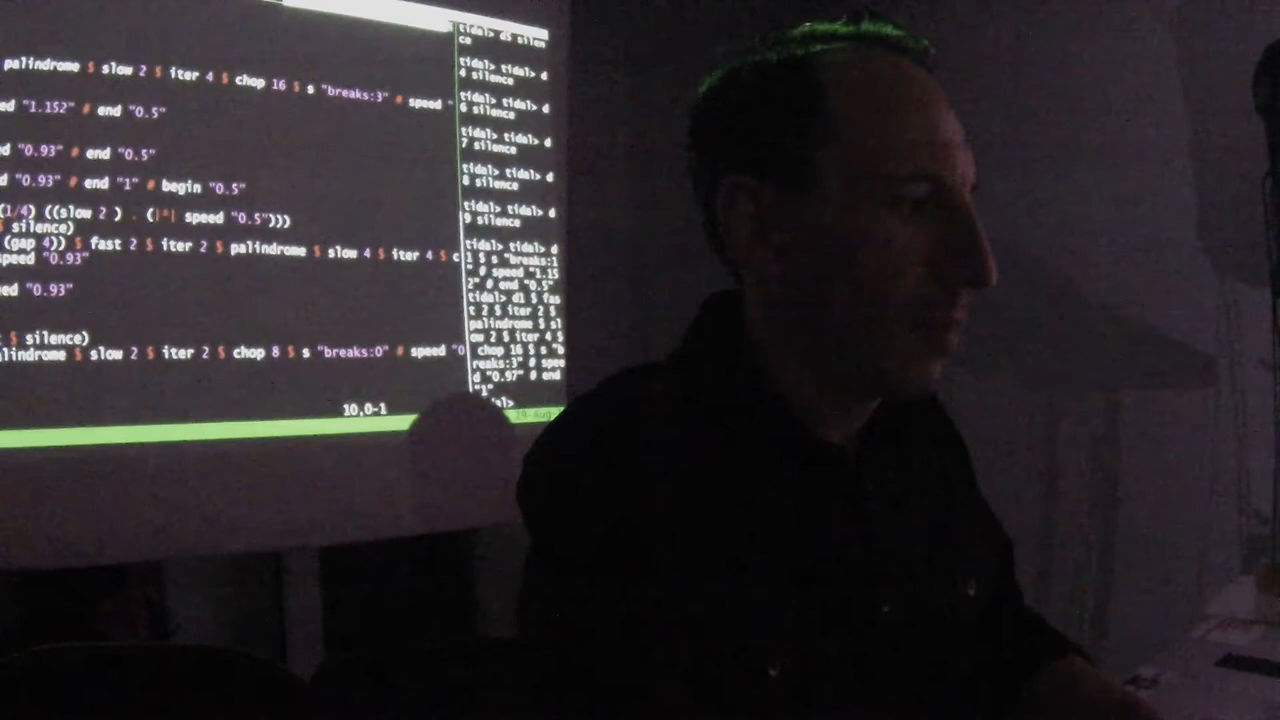 palindrome $ slow 2 $ iter 4 $ chop 16 $ s "breaks:3" # speed "
ed "1.152" # end "0.5"
d "0.93" # end "0.5"
d "0.93" # end "1" # begin "0.5"
(1/4) ((slow 2 ) . (|*| speed "0.5")))
$ silence)
(gap 4)) $ fast 2 $ iter 2 $ palindrome $ slow 4 $ iter 4 $ c
speed "0.93"
ed "0.93"
$ silence)
alindrome $ slow 2 $ iter 2 $ chop 8 $ s "breaks:0" # speed "0
10,0-1
tidal> d5 silen
ce
tidal> tidal> d
4 silence
tidal> tidal> d
6 silence
tidal> tidal> d
7 silence
tidal> tidal> d
8 silence
tidal> tidal> d
9 silence
tidal> tidal> d
1 $ s "breaks:1
" # speed "1.15
2" # end "0.5"
tidal> d1 $ fas
t 2 $ iter 2 $
palindrome $ sl
ow 2 $ iter 4 $
chop 16 $ s "b
reaks:3" # spee
d "0.97" # end
"1"
dal>
19-Aug